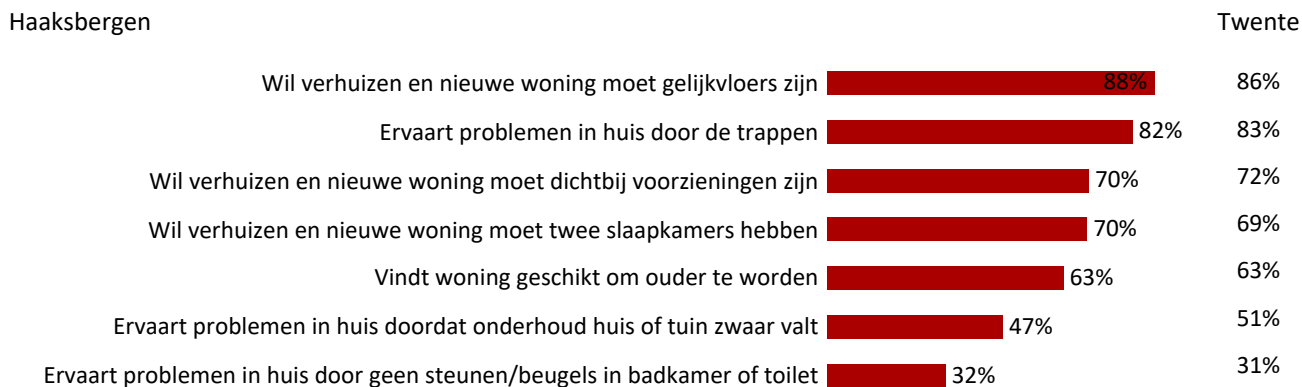 Haaksbergen Twente
Wil verhuizen en nieuwe woning moet gelijkvloers zijn 88% 86%
Ervaart problemen in huis door de trappen 82% 83%
Wil verhuizen en nieuwe woning moet dichtbij voorzieningen zijn 70% 72%
Wil verhuizen en nieuwe woning moet twee slaapkamers hebben 70% 69%
Vindt woning geschikt om ouder te worden 63% 63%
Ervaart problemen in huis doordat onderhoud huis of tuin zwaar valt 47% 51%
Ervaart problemen in huis door geen steunen/beugels in badkamer of toilet 32% 31%